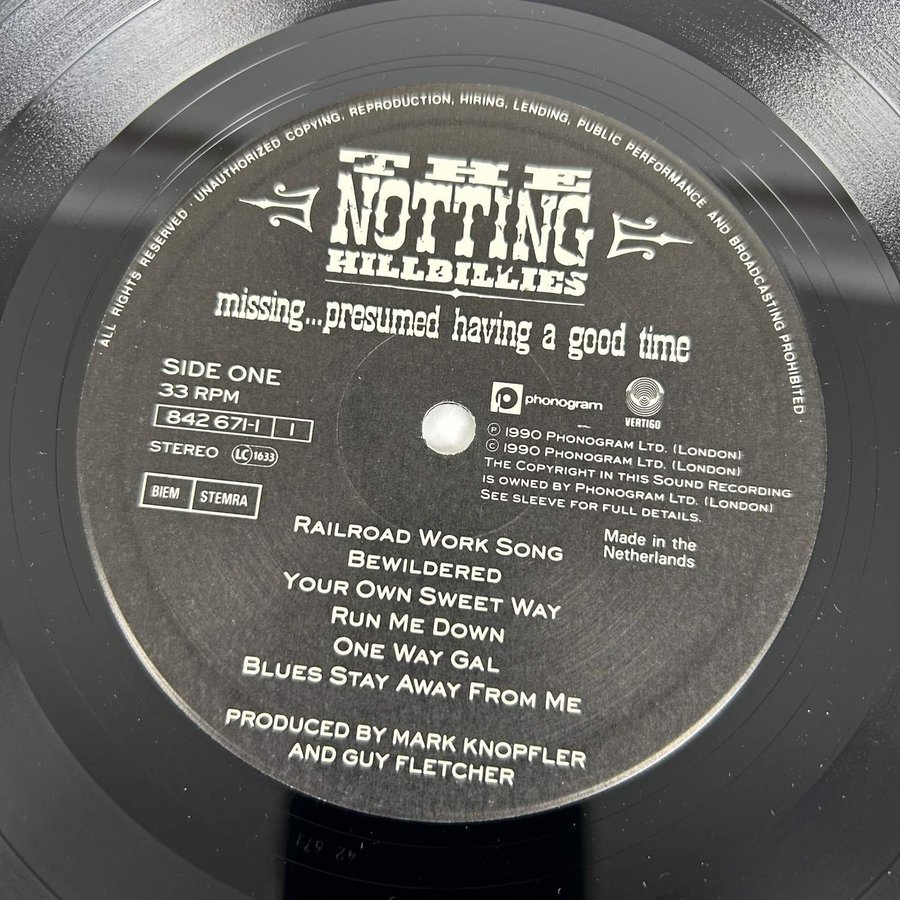 ALL RIGHTS RESERVED · UNAUTHORIZED COPYING, REPRODUCTION, HIRING, LENDING, PUBLIC PERFORMANCE AND BROADCASTING PROHIBITED
THE
NOTTING
HILLBILLIES
missing...presumed having a good time
SIDE ONE
33 RPM
842 671-1 1
STEREO LC 1633
BIEM STEMRA
phonogram
VERTIGO
℗ 1990 PHONOGRAM LTD. (LONDON)
© 1990 PHONOGRAM LTD. (LONDON)
THE COPYRIGHT IN THIS SOUND RECORDING
IS OWNED BY PHONOGRAM LTD. (LONDON)
SEE SLEEVE FOR FULL DETAILS.
Made in the
Netherlands
RAILROAD WORK SONG
BEWILDERED
YOUR OWN SWEET WAY
RUN ME DOWN
ONE WAY GAL
BLUES STAY AWAY FROM ME
PRODUCED BY MARK KNOPFLER
AND GUY FLETCHER